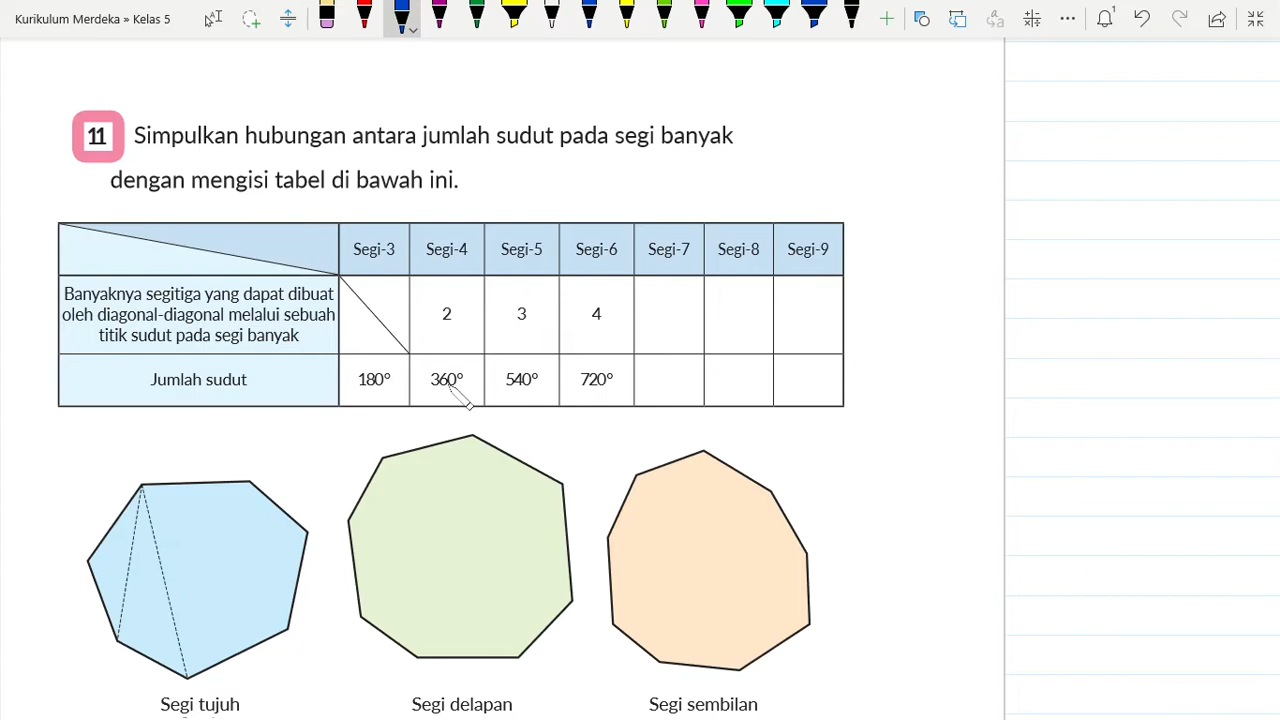 Kurikulum Merdeka » Kelas 5
11 Simpulkan hubungan antara jumlah sudut pada segi banyak
dengan mengisi tabel di bawah ini.
Segi-3 Segi-4 Segi-5 Segi-6 Segi-7 Segi-8 Segi-9
Banyaknya segitiga yang dapat dibuat
oleh diagonal-diagonal melalui sebuah
titik sudut pada segi banyak
2 3 4
Jumlah sudut 180° 360° 540° 720°
Segi tujuh Segi delapan Segi sembilan